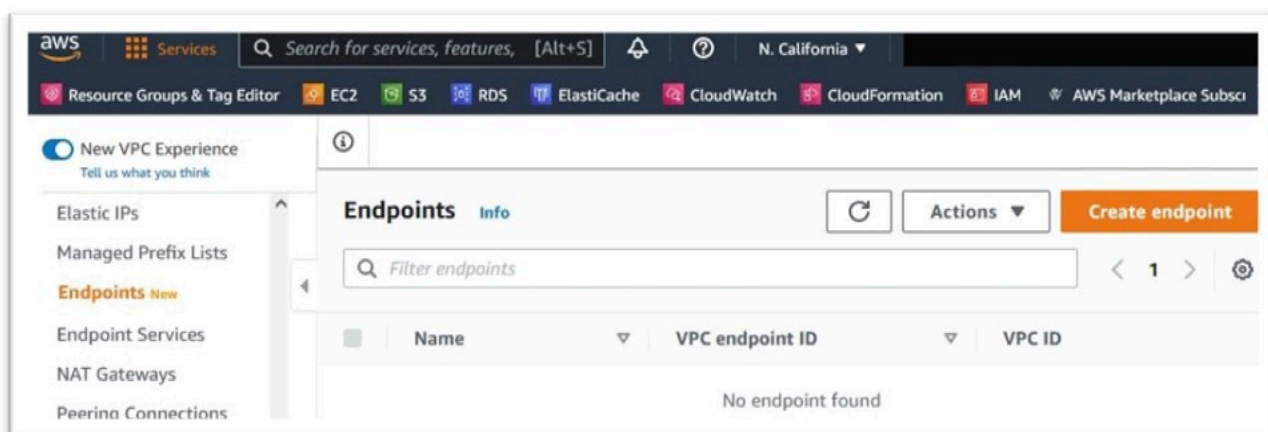 aws Services Search for services, features, [Alt+S] N. California
Resource Groups & Tag Editor EC2 S3 RDS ElastiCache CloudWatch CloudFormation IAM AWS Marketplace
New VPC Experience
Tell us what you think
Elastic IPs
Managed Prefix Lists
Endpoints New
Endpoint Services
NAT Gateways
Peering Connections
Endpoints Info Actions Create endpoint
Filter endpoints 1
Name VPC endpoint ID VPC ID
No endpoint found